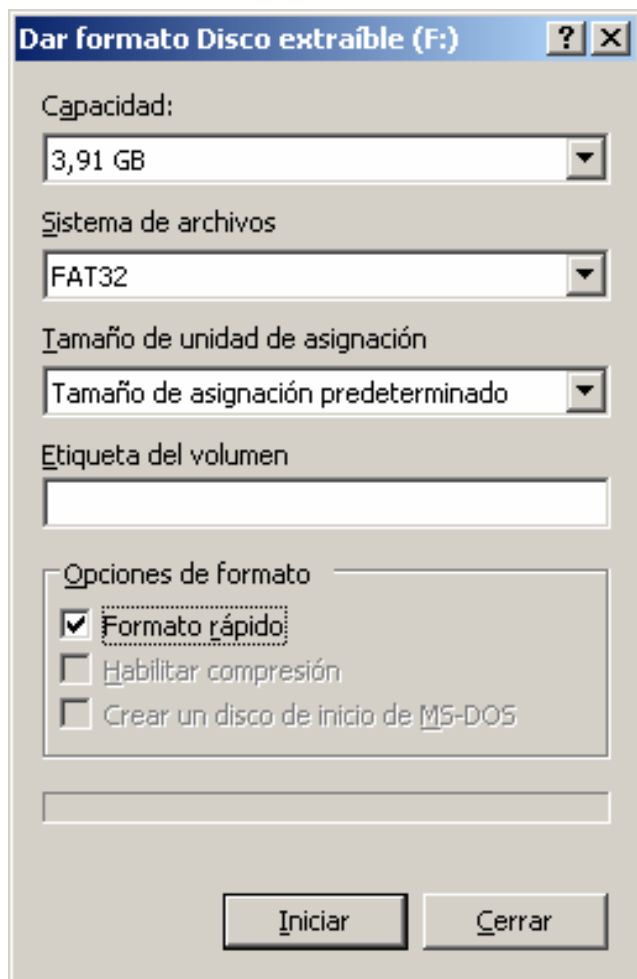 Dar formato Disco extraíble (F:)
Capacidad:
3,91 GB
Sistema de archivos
FAT32
Tamaño de unidad de asignación
Tamaño de asignación predeterminado
Etiqueta del volumen
Opciones de formato
Formato rápido
Habilitar compresión
Crear un disco de inicio de MS-DOS
Iniciar Cerrar